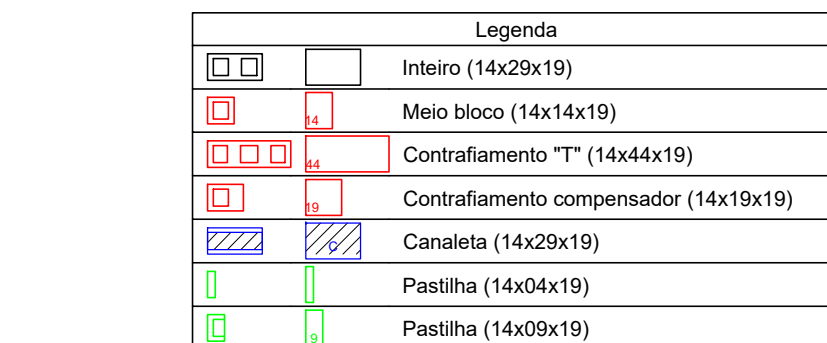 Legenda
Inteiro (14x29x19)
14 Meio bloco (14x14x19)
44 Contrafiamento "T" (14x44x19)
19 Contrafiamento compensador (14x19x19)
C Canaleta (14x29x19)
Pastilha (14x04x19)
9 Pastilha (14x09x19)